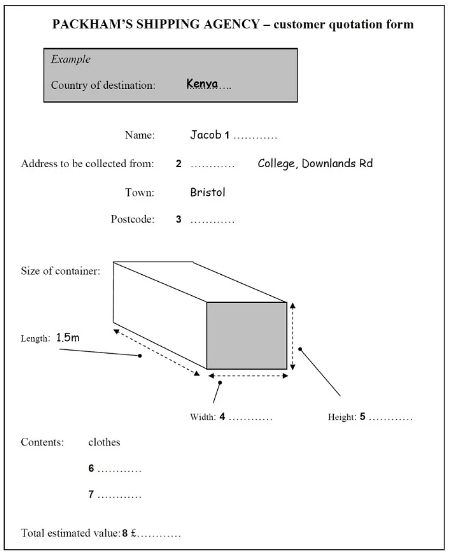 PACKHAM'S SHIPPING AGENCY – customer quotation form
Example
Country of destination: Kenya....
Name: Jacob 1 ............
Address to be collected from: 2 ............ College, Downlands Rd
Town: Bristol
Postcode: 3 ............
Size of container:
Length: 1.5m
Width: 4 ............ Height: 5 ............
Contents: clothes
6 ............
7 ............
Total estimated value: 8 £............